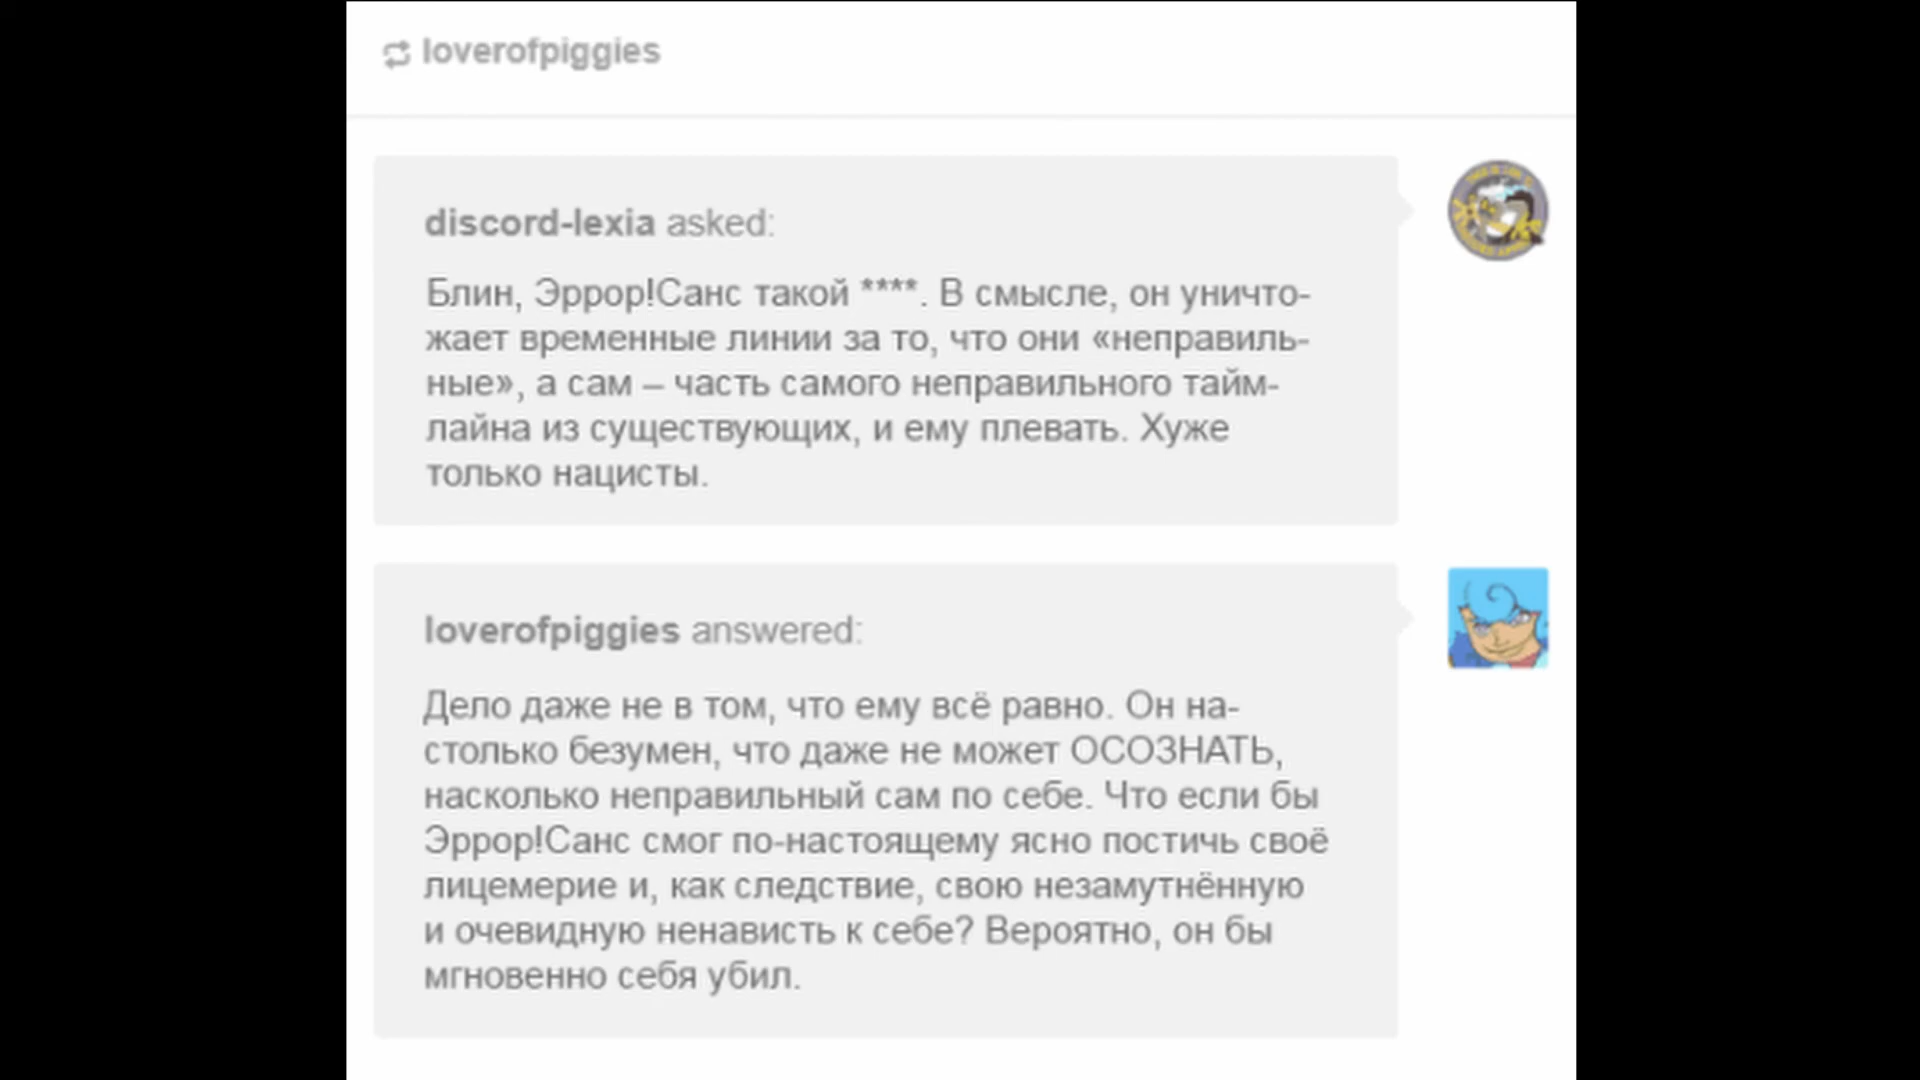 loverofpiggies
discord-lexia asked:
Блин, Эррор!Санс такой ****. В смысле, он уничто-
жает временные линии за то, что они «неправиль-
ные», а сам – часть самого неправильного тайм-
лайна из существующих, и ему плевать. Хуже
только нацисты.
loverofpiggies answered:
Дело даже не в том, что ему всё равно. Он на-
столько безумен, что даже не может ОСОЗНАТЬ,
насколько неправильный сам по себе. Что если бы
Эррор!Санс смог по-настоящему ясно постичь своё
лицемерие и, как следствие, свою незамутнённую
и очевидную ненависть к себе? Вероятно, он бы
мгновенно себя убил.